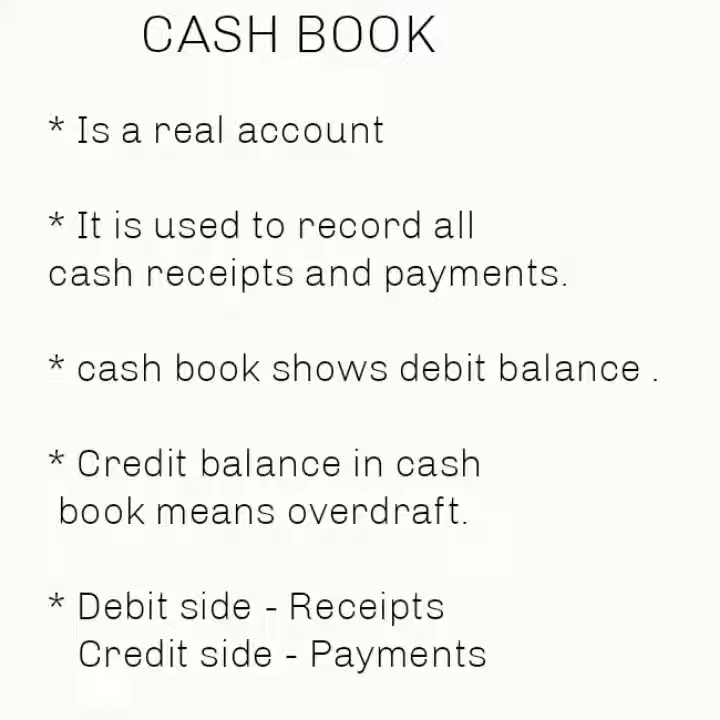 CASH BOOK
* Is a real account
* It is used to record all
cash receipts and payments.
* cash book shows debit balance .
* Credit balance in cash
book means overdraft.
* Debit side - Receipts
Credit side - Payments